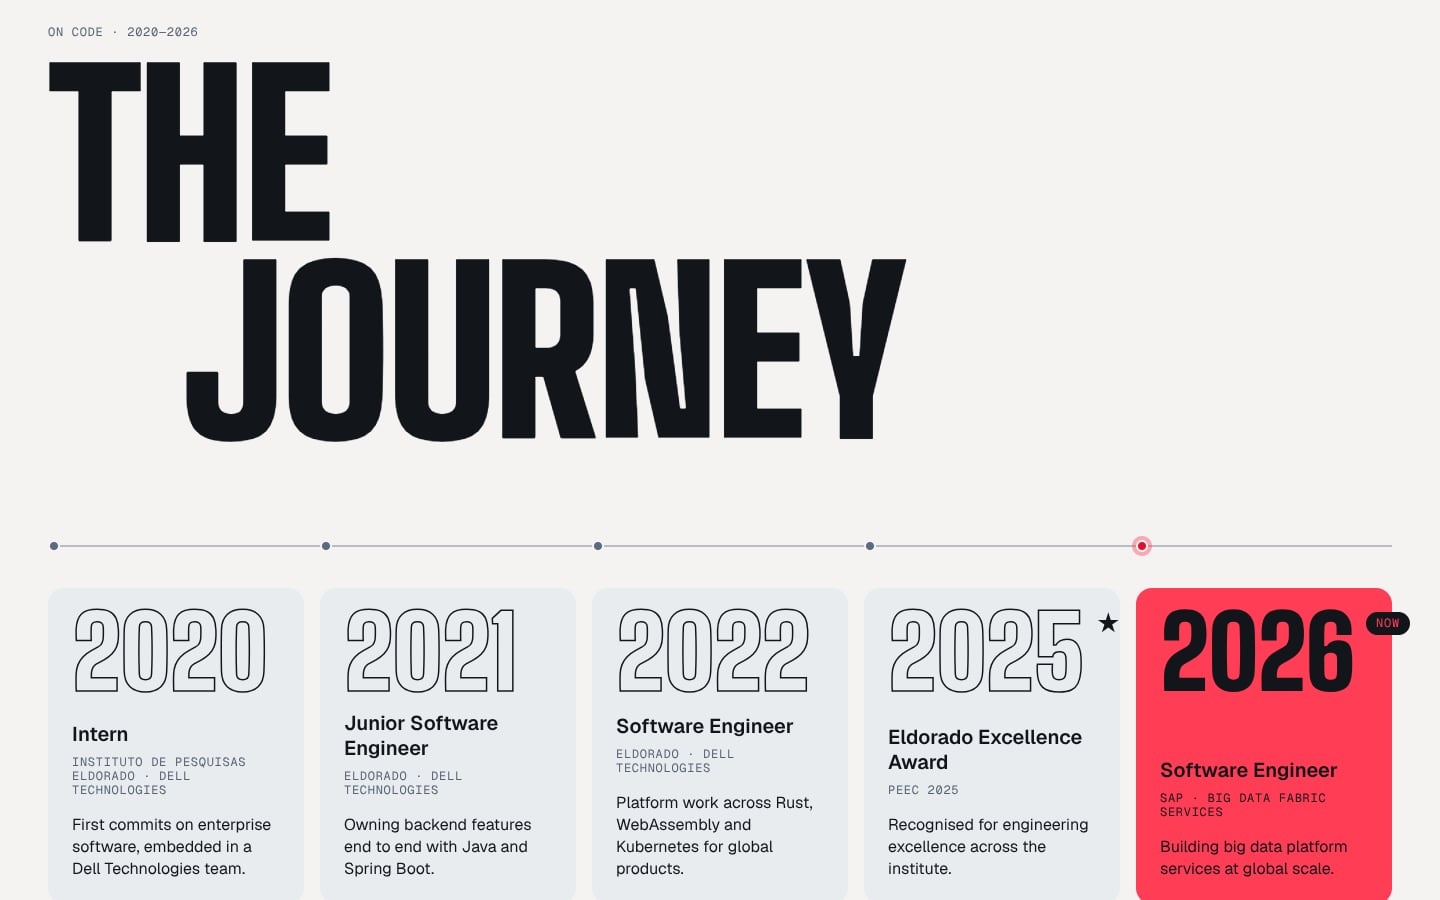 ON CODE · 2020—2026
THE
JOURNEY
2020
Intern
INSTITUTO DE PESQUISAS
ELDORADO · DELL
TECHNOLOGIES
First commits on enterprise
software, embedded in a
Dell Technologies team.
2021
Junior Software
Engineer
ELDORADO · DELL
TECHNOLOGIES
Owning backend features
end to end with Java and
Spring Boot.
2022
Software Engineer
ELDORADO · DELL
TECHNOLOGIES
Platform work across Rust,
WebAssembly and
Kubernetes for global
products.
2025 ★
Eldorado Excellence
Award
PEEC 2025
Recognised for engineering
excellence across the
institute.
2026 NOW
Software Engineer
SAP · BIG DATA FABRIC
SERVICES
Building big data platform
services at global scale.